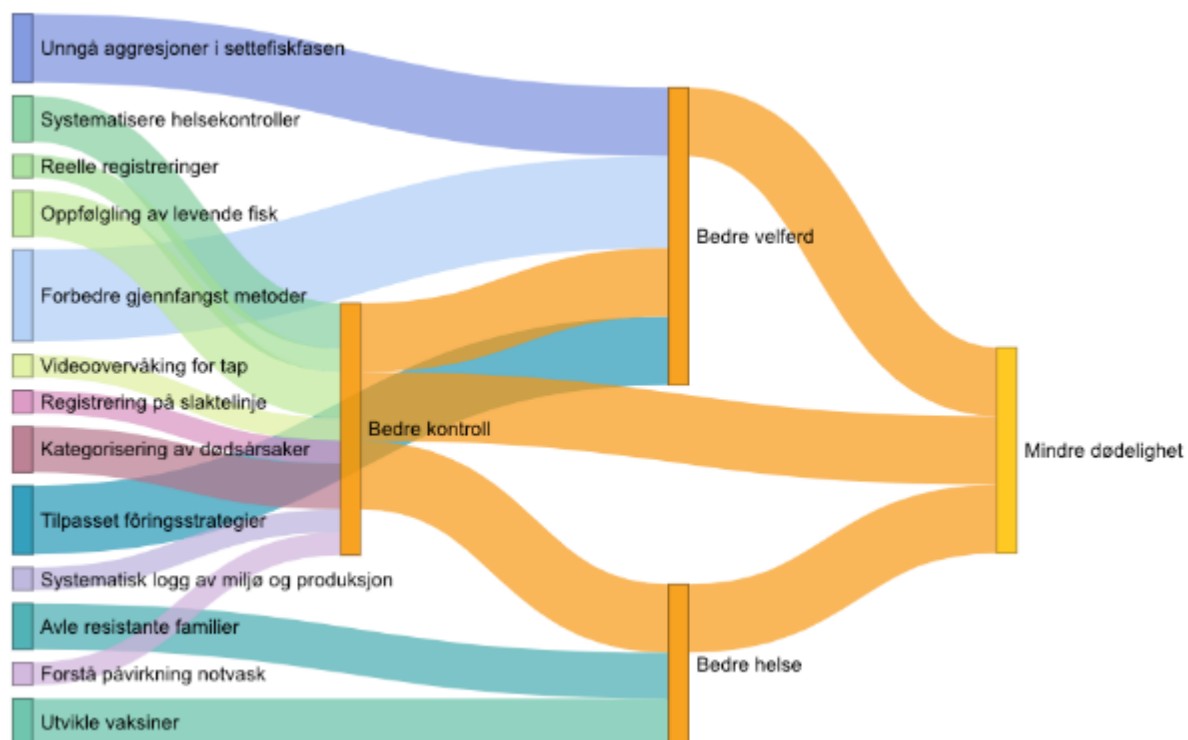 Unngå aggresjoner i settefiskfasen
Systematisere helsekontroller
Reelle registreringer
Oppfølgling av levende fisk
Forbedre gjennfangst metoder
Videoovervåking for tap
Registrering på slaktelinje
Kategorisering av dødsårsaker
Tilpasset fôringsstrategier
Systematisk logg av miljø og produksjon
Avle resistante familier
Forstå påvirkning notvask
Utvikle vaksiner
Bedre kontroll
Bedre velferd
Bedre helse
Mindre dødelighet